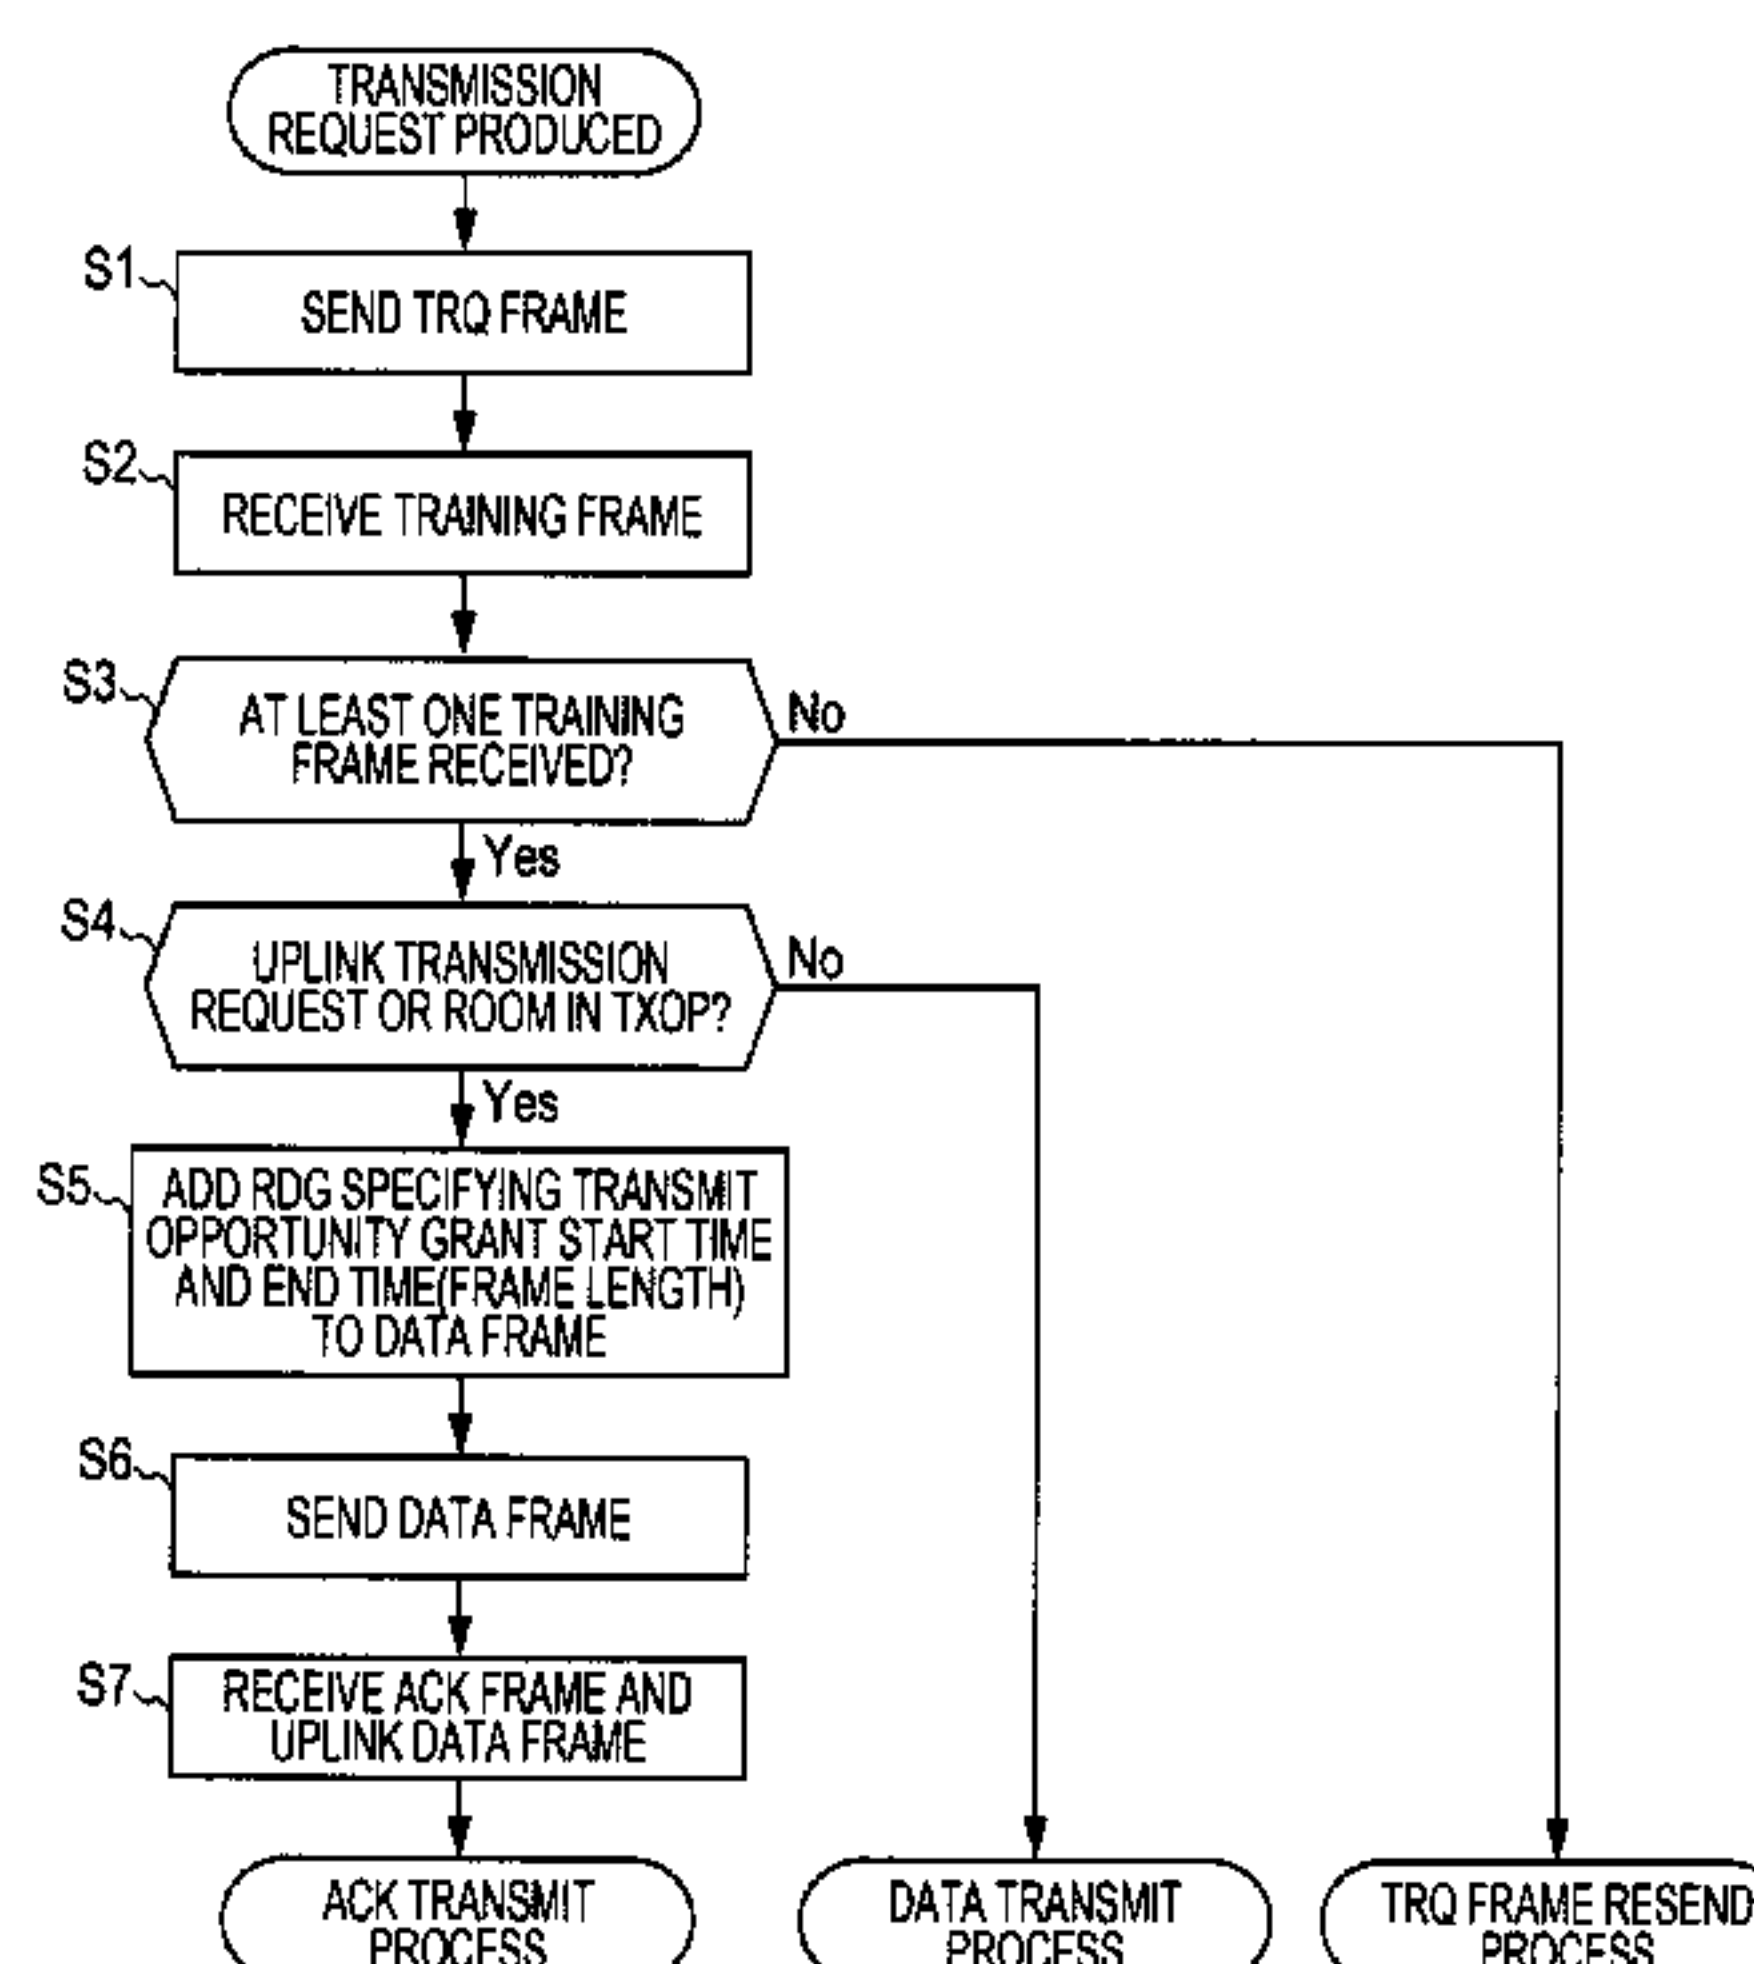 TRANSMISSION
REQUEST PRODUCED
S1
SEND TRQ FRAME
S2
RECEIVE TRAINING FRAME
S3
AT LEAST ONE TRAINING
FRAME RECEIVED?
No
Yes
S4
UPLINK TRANSMISSION
REQUEST OR ROOM IN TXOP?
No
Yes
S5
ADD RDG SPECIFYING TRANSMIT
OPPORTUNITY GRANT START TIME
AND END TIME(FRAME LENGTH)
TO DATA FRAME
S6
SEND DATA FRAME
S7
RECEIVE ACK FRAME AND
UPLINK DATA FRAME
ACK TRANSMIT
PROCESS
DATA TRANSMIT
PROCESS
TRQ FRAME RESEND
PROCESS